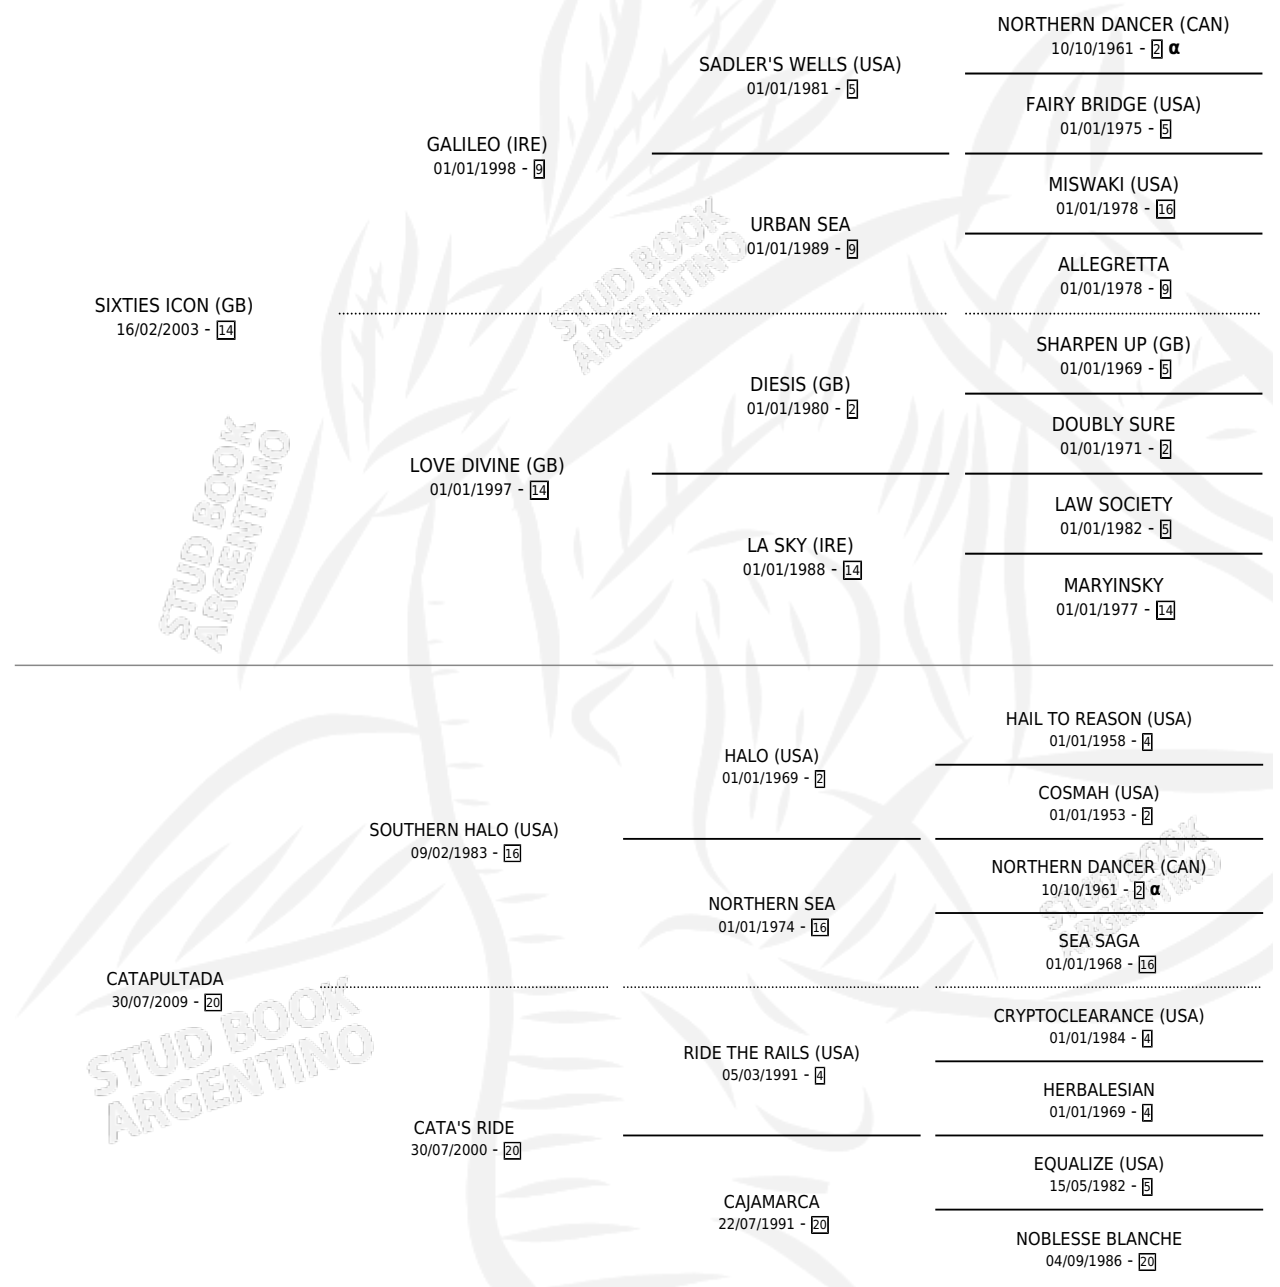 NORTHERN DANCER (CAN)
10/10/1961 - 2 α
SADLER'S WELLS (USA)
01/01/1981 - 5
FAIRY BRIDGE (USA)
01/01/1975 - 5
GALILEO (IRE)
01/01/1998 - 9
MISWAKI (USA)
01/01/1978 - 16
URBAN SEA
01/01/1989 - 9
ALLEGRETTA
01/01/1978 - 9
STUD BOOK
ARGENTINO
SIXTIES ICON (GB)
16/02/2003 - 14
SHARPEN UP (GB)
01/01/1969 - 5
DIESIS (GB)
01/01/1980 - 2
DOUBLY SURE
01/01/1971 - 2
LOVE DIVINE (GB)
01/01/1997 - 14
LAW SOCIETY
01/01/1982 - 5
LA SKY (IRE)
01/01/1988 - 14
MARYINSKY
01/01/1977 - 14
STUD BOOK
ARGENTINO
HAIL TO REASON (USA)
01/01/1958 - 4
HALO (USA)
01/01/1969 - 2
COSMAH (USA)
01/01/1953 - 2
SOUTHERN HALO (USA)
09/02/1983 - 16
NORTHERN DANCER (CAN)
10/10/1961 - 2 α
NORTHERN SEA
01/01/1974 - 16
SEA SAGA
01/01/1968 - 16
STUD BOOK
ARGENTINO
CATAPULTADA
30/07/2009 - 20
CRYPTOCLEARANCE (USA)
01/01/1984 - 4
RIDE THE RAILS (USA)
05/03/1991 - 4
HERBALESIAN
01/01/1969 - 4
CATA'S RIDE
30/07/2000 - 20
EQUALIZE (USA)
15/05/1982 - 5
CAJAMARCA
22/07/1991 - 20
NOBLESSE BLANCHE
04/09/1986 - 20
STUD BOOK
ARGENTINO